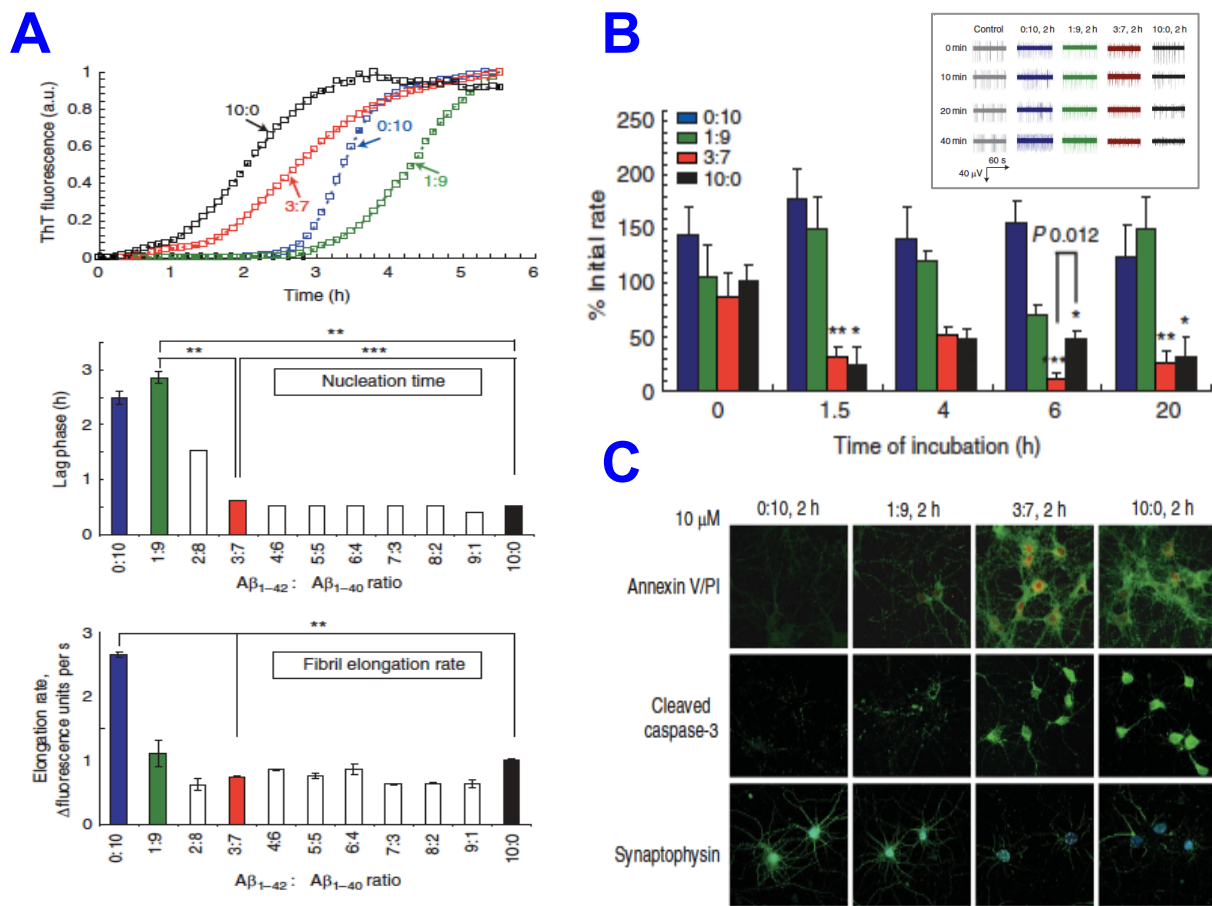 A
ThT fluorescence (a.u.)
1
0.8
0.6
0.4
0.2
0
10:0
0:10
3:7
1:9
0 1 2 3 4 5 6
Time (h)
**
** ***
Nucleation time
Lag phase (h)
3
2
1
0
0:10 1:9 2:8 3:7 4:6 5:5 6:4 7:3 8:2 9:1 10:0
Aβ1–42 : Aβ1–40 ratio
**
Fibril elongation rate
Elongation rate,
Δfluorescence units per s
3
2
1
0
0:10 1:9 2:8 3:7 4:6 5:5 6:4 7:3 8:2 9:1 10:0
Aβ1–42 : Aβ1–40 ratio
B
Control 0:10, 2 h 1:9, 2 h 3:7, 2 h 10:0, 2 h
0 min
10 min
20 min
40 min
60 s
40 μV
% Initial rate
250
200
150
100
50
0
0:10
1:9
3:7
10:0
P 0.012
** *
*** *
** *
0 1.5 4 6 20
Time of incubation (h)
C
10 μM
0:10, 2 h 1:9, 2 h 3:7, 2 h 10:0, 2 h
Annexin V/PI
Cleaved
caspase-3
Synaptophysin